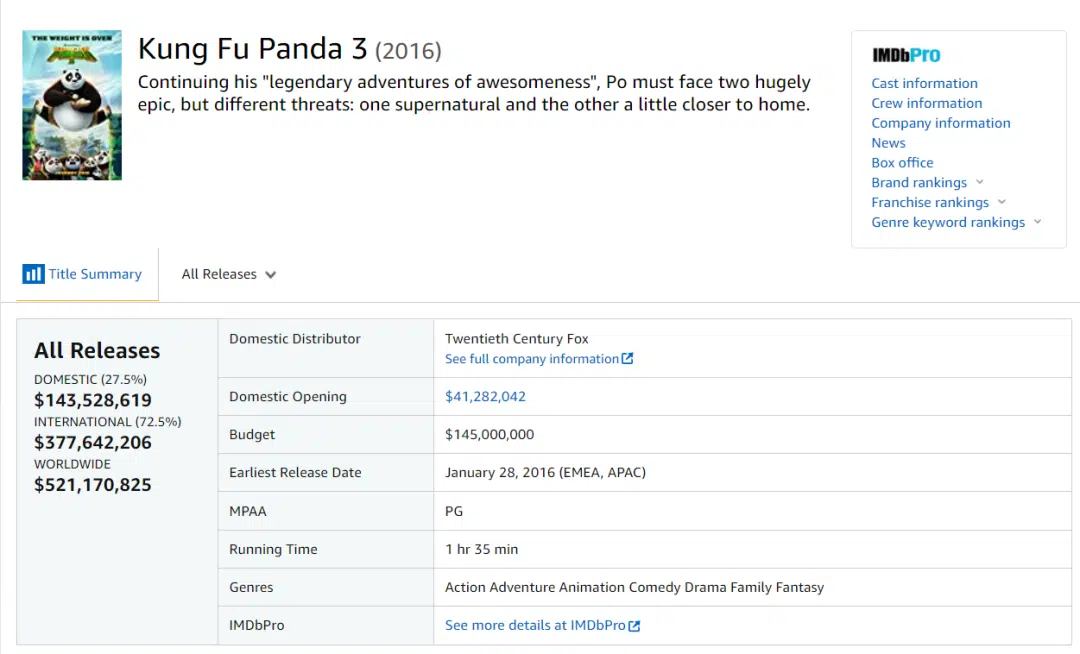 THE WEIGHT IS OVER
Kung Fu Panda 3 (2016)
Continuing his "legendary adventures of awesomeness", Po must face two hugely
epic, but different threats: one supernatural and the other a little closer to home.
IMDbPro
Cast information
Crew information
Company information
News
Box office
Brand rankings
Franchise rankings
Genre keyword rankings
Title Summary
All Releases
All Releases
DOMESTIC (27.5%)
$143,528,619
INTERNATIONAL (72.5%)
$377,642,206
WORLDWIDE
$521,170,825
Domestic Distributor
Twentieth Century Fox
See full company information
Domestic Opening
$41,282,042
Budget
$145,000,000
Earliest Release Date
January 28, 2016 (EMEA, APAC)
MPAA
PG
Running Time
1 hr 35 min
Genres
Action Adventure Animation Comedy Drama Family Fantasy
IMDbPro
See more details at IMDbPro